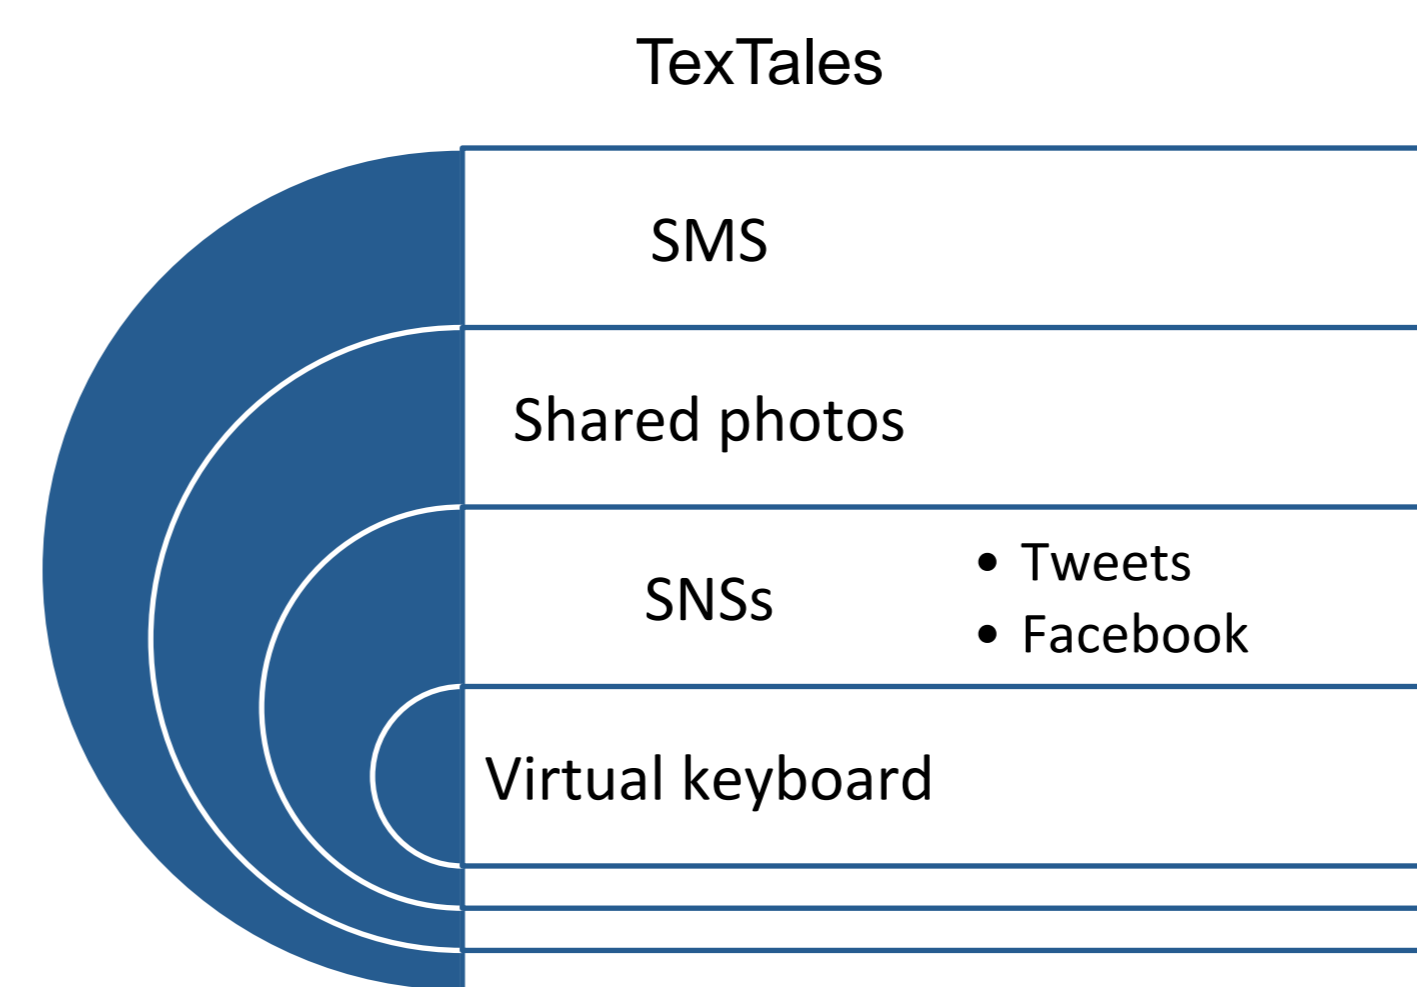 TexTales
SMS
Shared photos
SNSs
• Tweets
• Facebook
Virtual keyboard